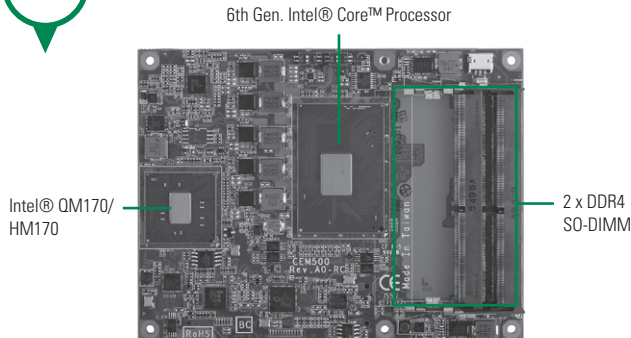 6th Gen. Intel® Core™ Processor
Intel® QM170/
HM170
2 x DDR4
SO-DIMM
Made In Taiwan
CEM500
Rev.A0-RC
CE
RoHS
BC